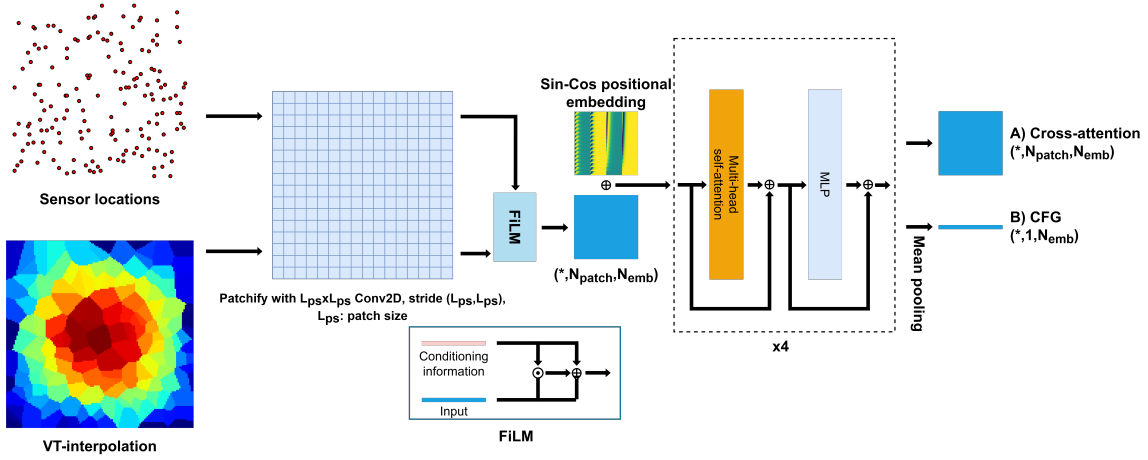 Sensor locations
VT-interpolation
Patchify with LpsxLps Conv2D, stride (Lps,Lps),
Lps: patch size
FiLM
Sin-Cos positional
embedding
(*,Npatch,Nemb)
Multi-head
self-attention
MLP
x4
Mean pooling
A) Cross-attention
(*,Npatch,Nemb)
B) CFG
(*,1,Nemb)
Conditioning
information
Input
FiLM